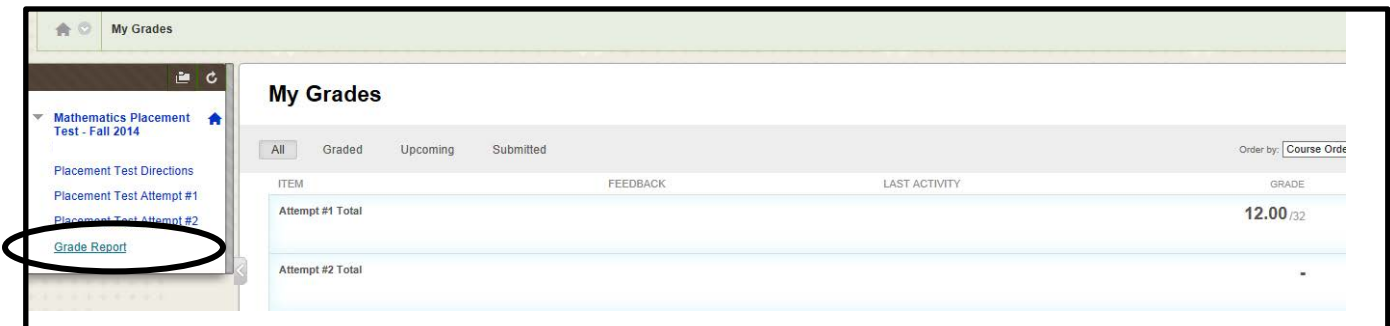 My Grades
Mathematics Placement
Test - Fall 2014
Placement Test Directions
Placement Test Attempt #1
Placement Test Attempt #2
Grade Report
My Grades
All Graded Upcoming Submitted Order by: Course Orde
ITEM FEEDBACK LAST ACTIVITY GRADE
Attempt #1 Total 12.00 /32
Attempt #2 Total -